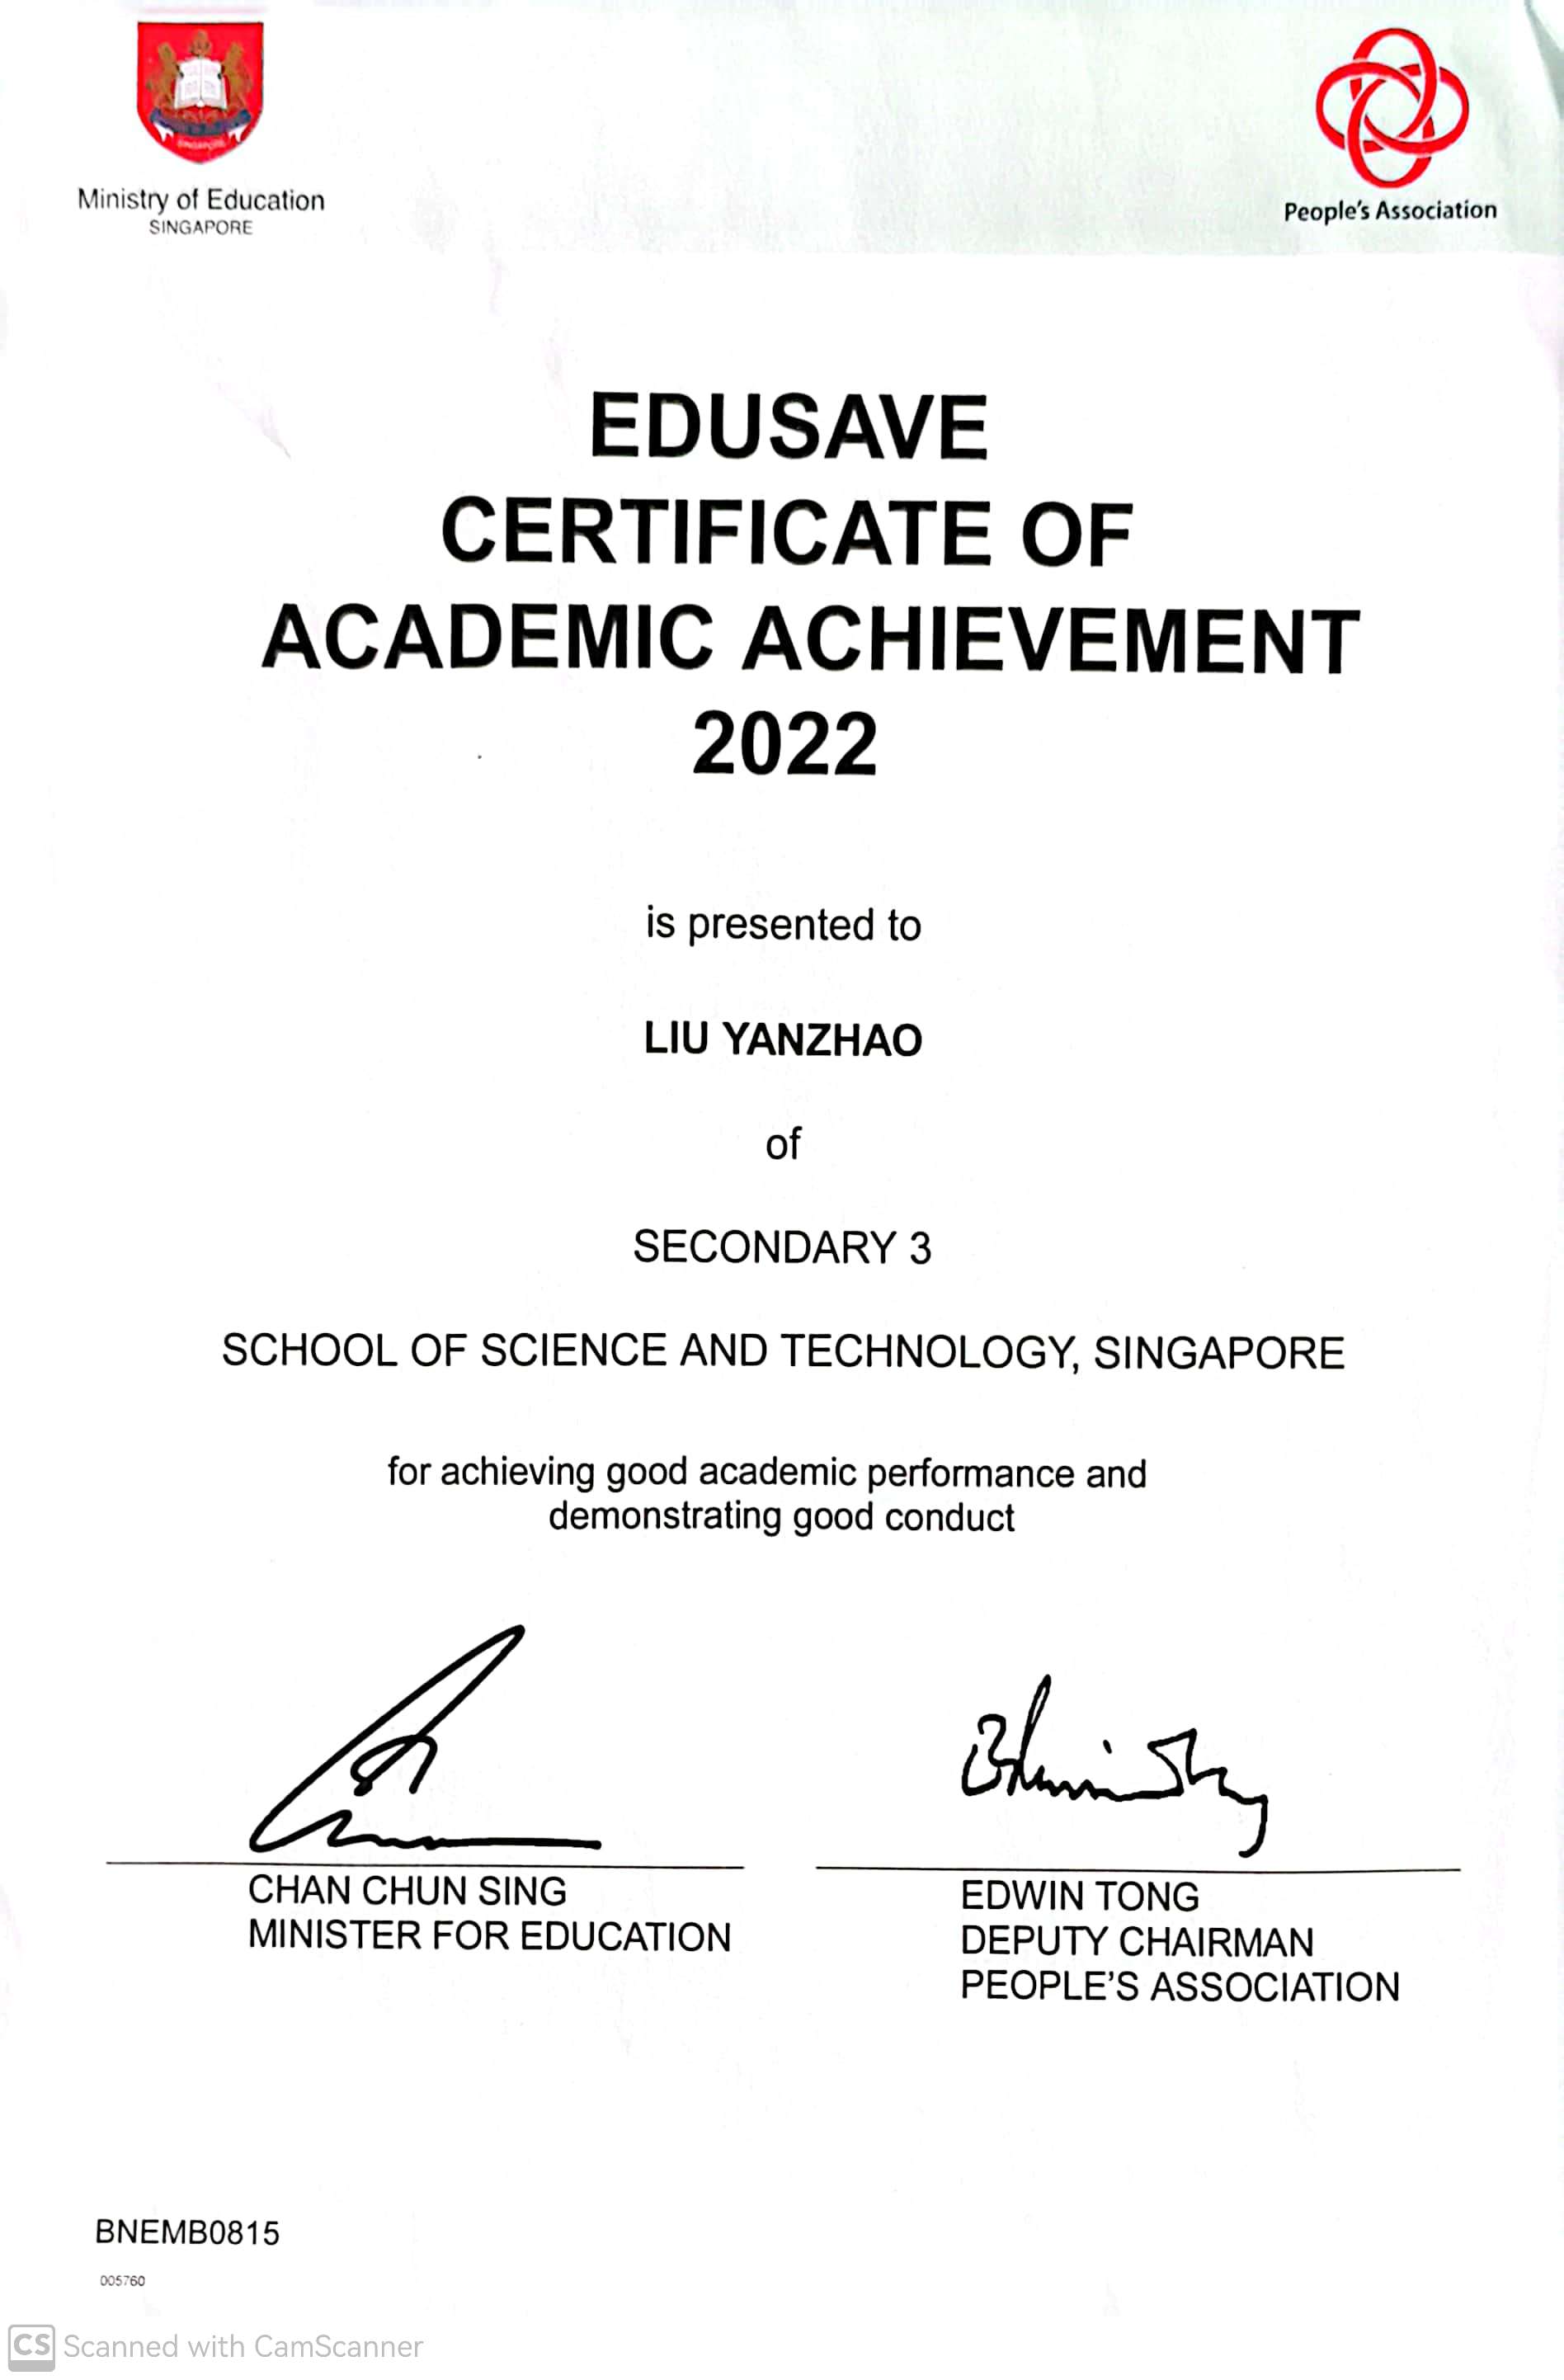 Ministry of Education
SINGAPORE
People's Association
EDUSAVE
CERTIFICATE OF
ACADEMIC ACHIEVEMENT
2022
is presented to
LIU YANZHAO
of
SECONDARY 3
SCHOOL OF SCIENCE AND TECHNOLOGY, SINGAPORE
for achieving good academic performance and
demonstrating good conduct
CHAN CHUN SING
MINISTER FOR EDUCATION
EDWIN TONG
DEPUTY CHAIRMAN
PEOPLE'S ASSOCIATION
BNEMB0815
005760
CS Scanned with CamScanner